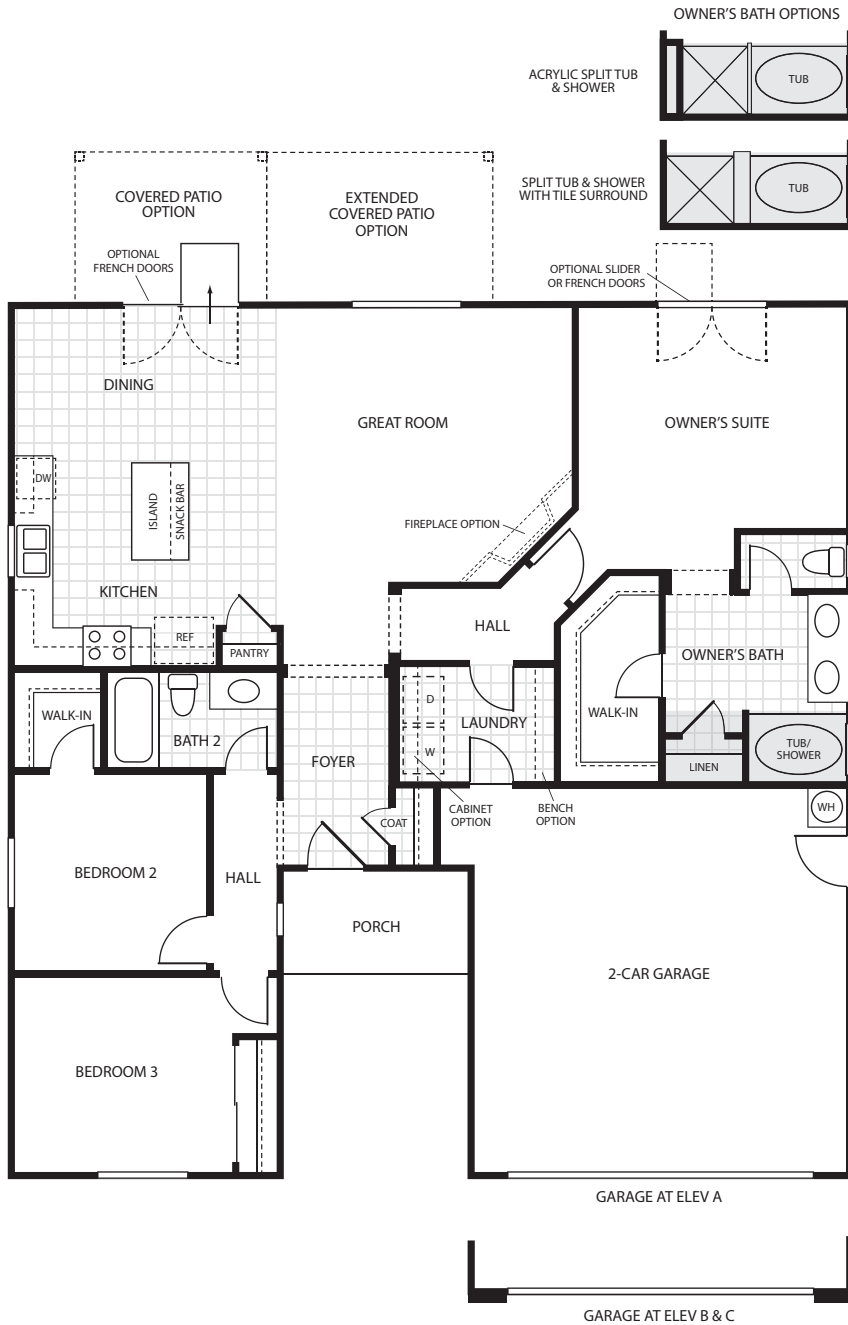 OWNER'S BATH OPTIONS
ACRYLIC SPLIT TUB
& SHOWER
TUB
SPLIT TUB & SHOWER
WITH TILE SURROUND
TUB
COVERED PATIO
OPTION
EXTENDED
COVERED PATIO
OPTION
OPTIONAL
FRENCH DOORS
OPTIONAL SLIDER
OR FRENCH DOORS
DINING
GREAT ROOM
OWNER'S SUITE
DW
ISLAND
SNACK BAR
FIREPLACE OPTION
KITCHEN
REF
PANTRY
HALL
OWNER'S BATH
WALK-IN
BATH 2
FOYER
D
LAUNDRY
W
WALK-IN
LINEN
TUB/
SHOWER
CABINET
OPTION
BENCH
OPTION
COAT
WH
BEDROOM 2
HALL
PORCH
2-CAR GARAGE
BEDROOM 3
GARAGE AT ELEV A
GARAGE AT ELEV B & C